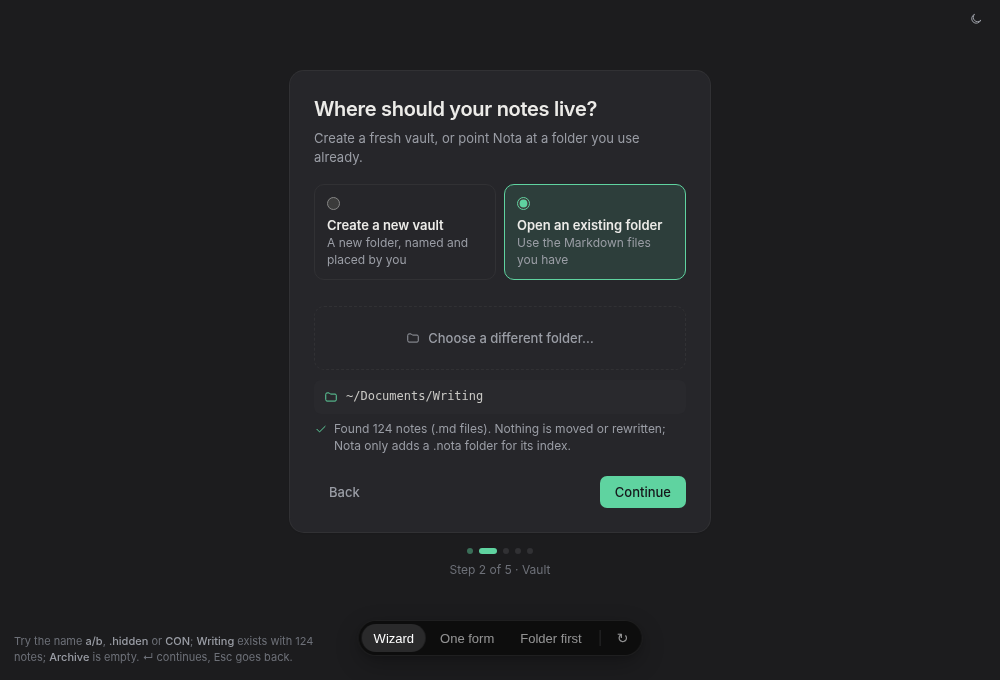 Where should your notes live?
Create a fresh vault, or point Nota at a folder you use
already.
Create a new vault
A new folder, named and
placed by you
Open an existing folder
Use the Markdown files
you have
Choose a different folder...
~/Documents/Writing
Found 124 notes (.md files). Nothing is moved or rewritten;
Nota only adds a .nota folder for its index.
Back
Continue
Step 2 of 5 · Vault
Try the name a/b, .hidden or CON; Writing exists with 124
notes; Archive is empty. ↵ continues, Esc goes back.
Wizard
One form
Folder first
↻